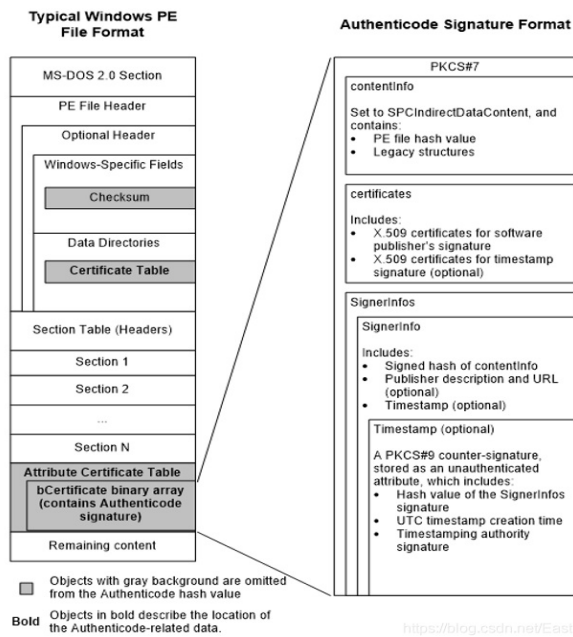 Typical Windows PE
File Format
MS-DOS 2.0 Section
PE File Header
Optional Header
Windows-Specific Fields
Checksum
Data Directories
Certificate Table
Section Table (Headers)
Section 1
Section 2
...
Section N
Attribute Certificate Table
bCertificate binary array
(contains Authenticode
signature)
Remaining content
Objects with gray background are omitted
from the Authenticode hash value
Bold Objects in bold describe the location of
the Authenticode-related data.
Authenticode Signature Format
PKCS#7
contentInfo
Set to SPCIndirectDataContent, and
contains:
• PE file hash value
• Legacy structures
certificates
Includes:
• X.509 certificates for software
publisher's signature
• X.509 certificates for timestamp
signature (optional)
SignerInfos
SignerInfo
Includes:
• Signed hash of contentInfo
• Publisher description and URL
(optional)
• Timestamp (optional)
Timestamp (optional)
A PKCS#9 counter-signature,
stored as an unauthenticated
attribute, which includes:
• Hash value of the SignerInfos
signature
• UTC timestamp creation time
• Timestamping authority
signature
https://blog.csdn.net/East